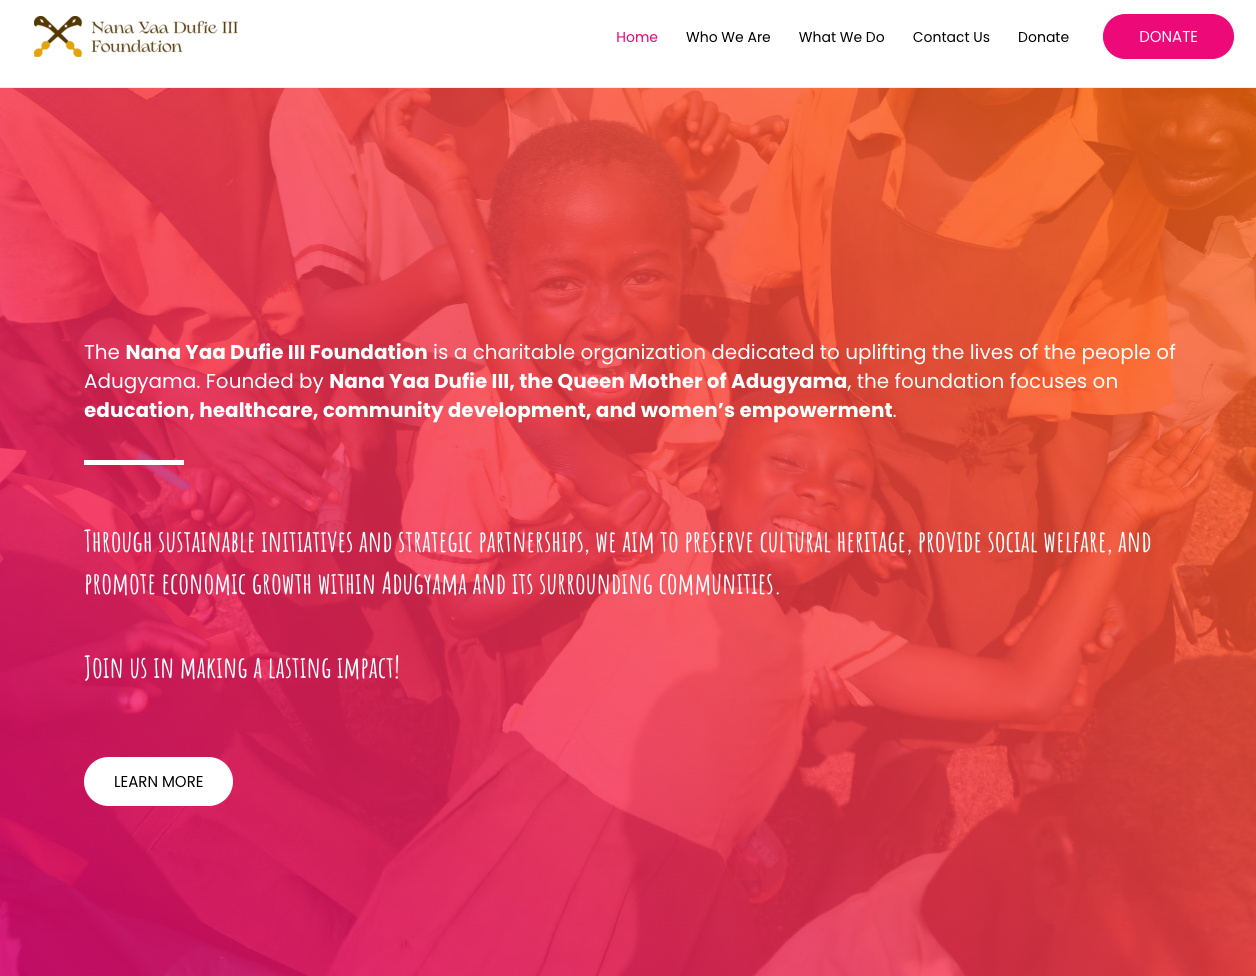 Nana Yaa Dufie III
Foundation
Home
Who We Are
What We Do
Contact Us
Donate
DONATE
The Nana Yaa Dufie III Foundation is a charitable organization dedicated to uplifting the lives of the people of
Adugyama. Founded by Nana Yaa Dufie III, the Queen Mother of Adugyama, the foundation focuses on
education, healthcare, community development, and women’s empowerment.
Through sustainable initiatives and strategic partnerships, we aim to preserve cultural heritage, provide social welfare, and
promote economic growth within Adugyama and its surrounding communities.
Join us in making a lasting impact!
LEARN MORE